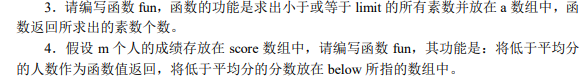 3．请编写函数 fun，函数的功能是求出小于或等于 limit 的所有素数并放在 a 数组中，函
数返回所求出的素数个数。
4．假设 m 个人的成绩存放在 score 数组中，请编写函数 fun，其功能是：将低于平均分
的人数作为函数值返回，将低于平均分的分数放在 below 所指的数组中。